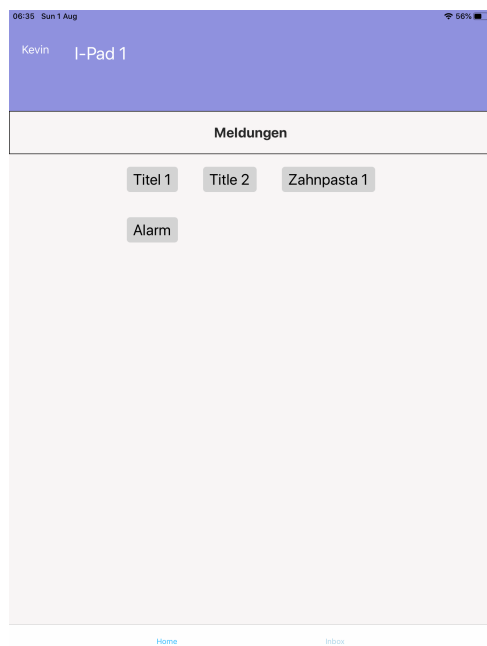 06:35 Sun 1 Aug 56%
Kevin I-Pad 1
Meldungen
Titel 1 Title 2 Zahnpasta 1
Alarm
Home Inbox